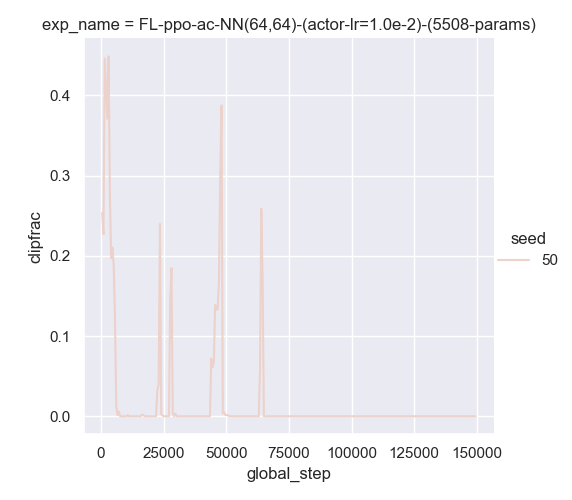 exp_name = FL-ppo-ac-NN(64,64)-(actor-lr=1.0e-2)-(5508-params)
0.4
0.3
0.2
0.1
0.0
clipfrac
seed
50
0 25000 50000 75000 100000 125000 150000
global_step